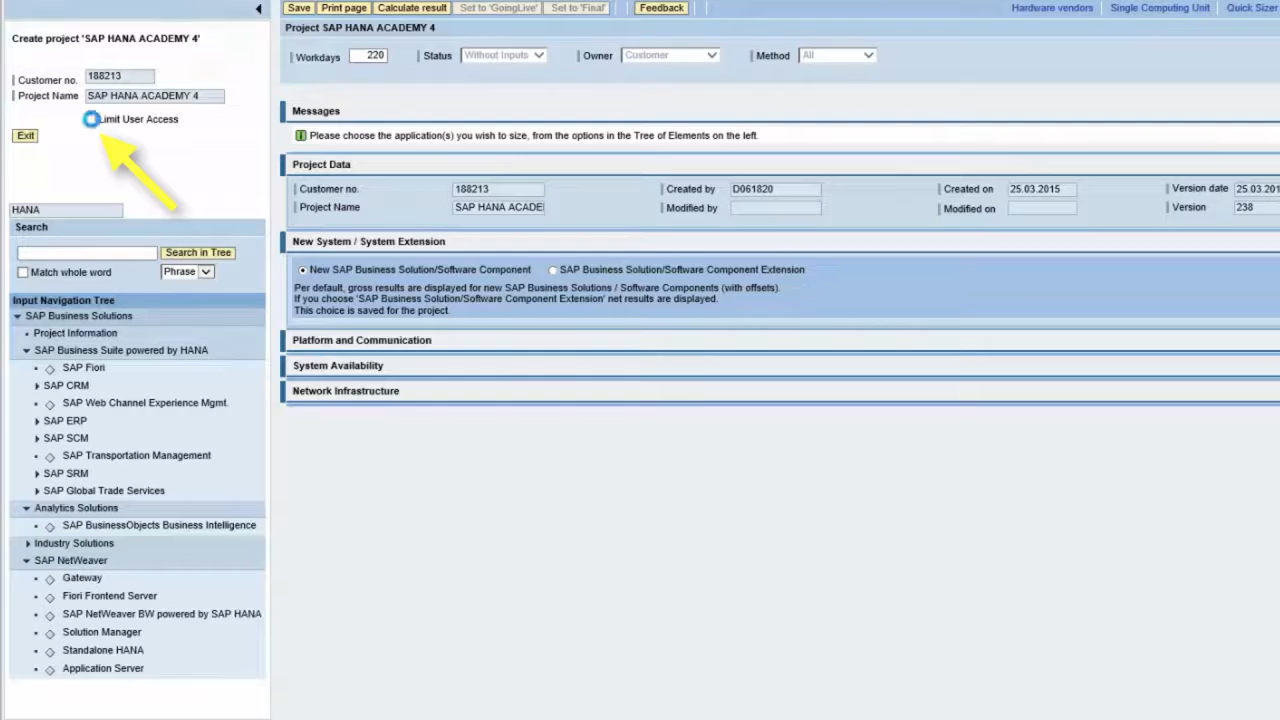 Create project 'SAP HANA ACADEMY 4'
Customer no. 188213
Project Name SAP HANA ACADEMY 4
Limit User Access
Exit
HANA
Search
Search in Tree
Match whole word Phrase
Input Navigation Tree
SAP Business Solutions
Project Information
SAP Business Suite powered by HANA
SAP Fiori
SAP CRM
SAP Web Channel Experience Mgmt.
SAP ERP
SAP SCM
SAP Transportation Management
SAP SRM
SAP Global Trade Services
Analytics Solutions
SAP BusinessObjects Business Intelligence
Industry Solutions
SAP NetWeaver
Gateway
Fiori Frontend Server
SAP NetWeaver BW powered by SAP HANA
Solution Manager
Standalone HANA
Application Server
Save Print page Calculate result Set to 'GoingLive' Set to 'Final' Feedback Hardware vendors Single Computing Unit Quick Sizer
Project SAP HANA ACADEMY 4
Workdays 220 Status Without Inputs Owner Customer Method All
Messages
Please choose the application(s) you wish to size, from the options in the Tree of Elements on the left.
Project Data
Customer no. 188213 Created by D061820 Created on 25.03.2015 Version date 25.03.201
Project Name SAP HANA ACADE Modified by Modified on Version 238
New System / System Extension
New SAP Business Solution/Software Component SAP Business Solution/Software Component Extension
Per default, gross results are displayed for new SAP Business Solutions / Software Components (with offsets).
If you choose 'SAP Business Solution/Software Component Extension' net results are displayed.
This choice is saved for the project.
Platform and Communication
System Availability
Network Infrastructure